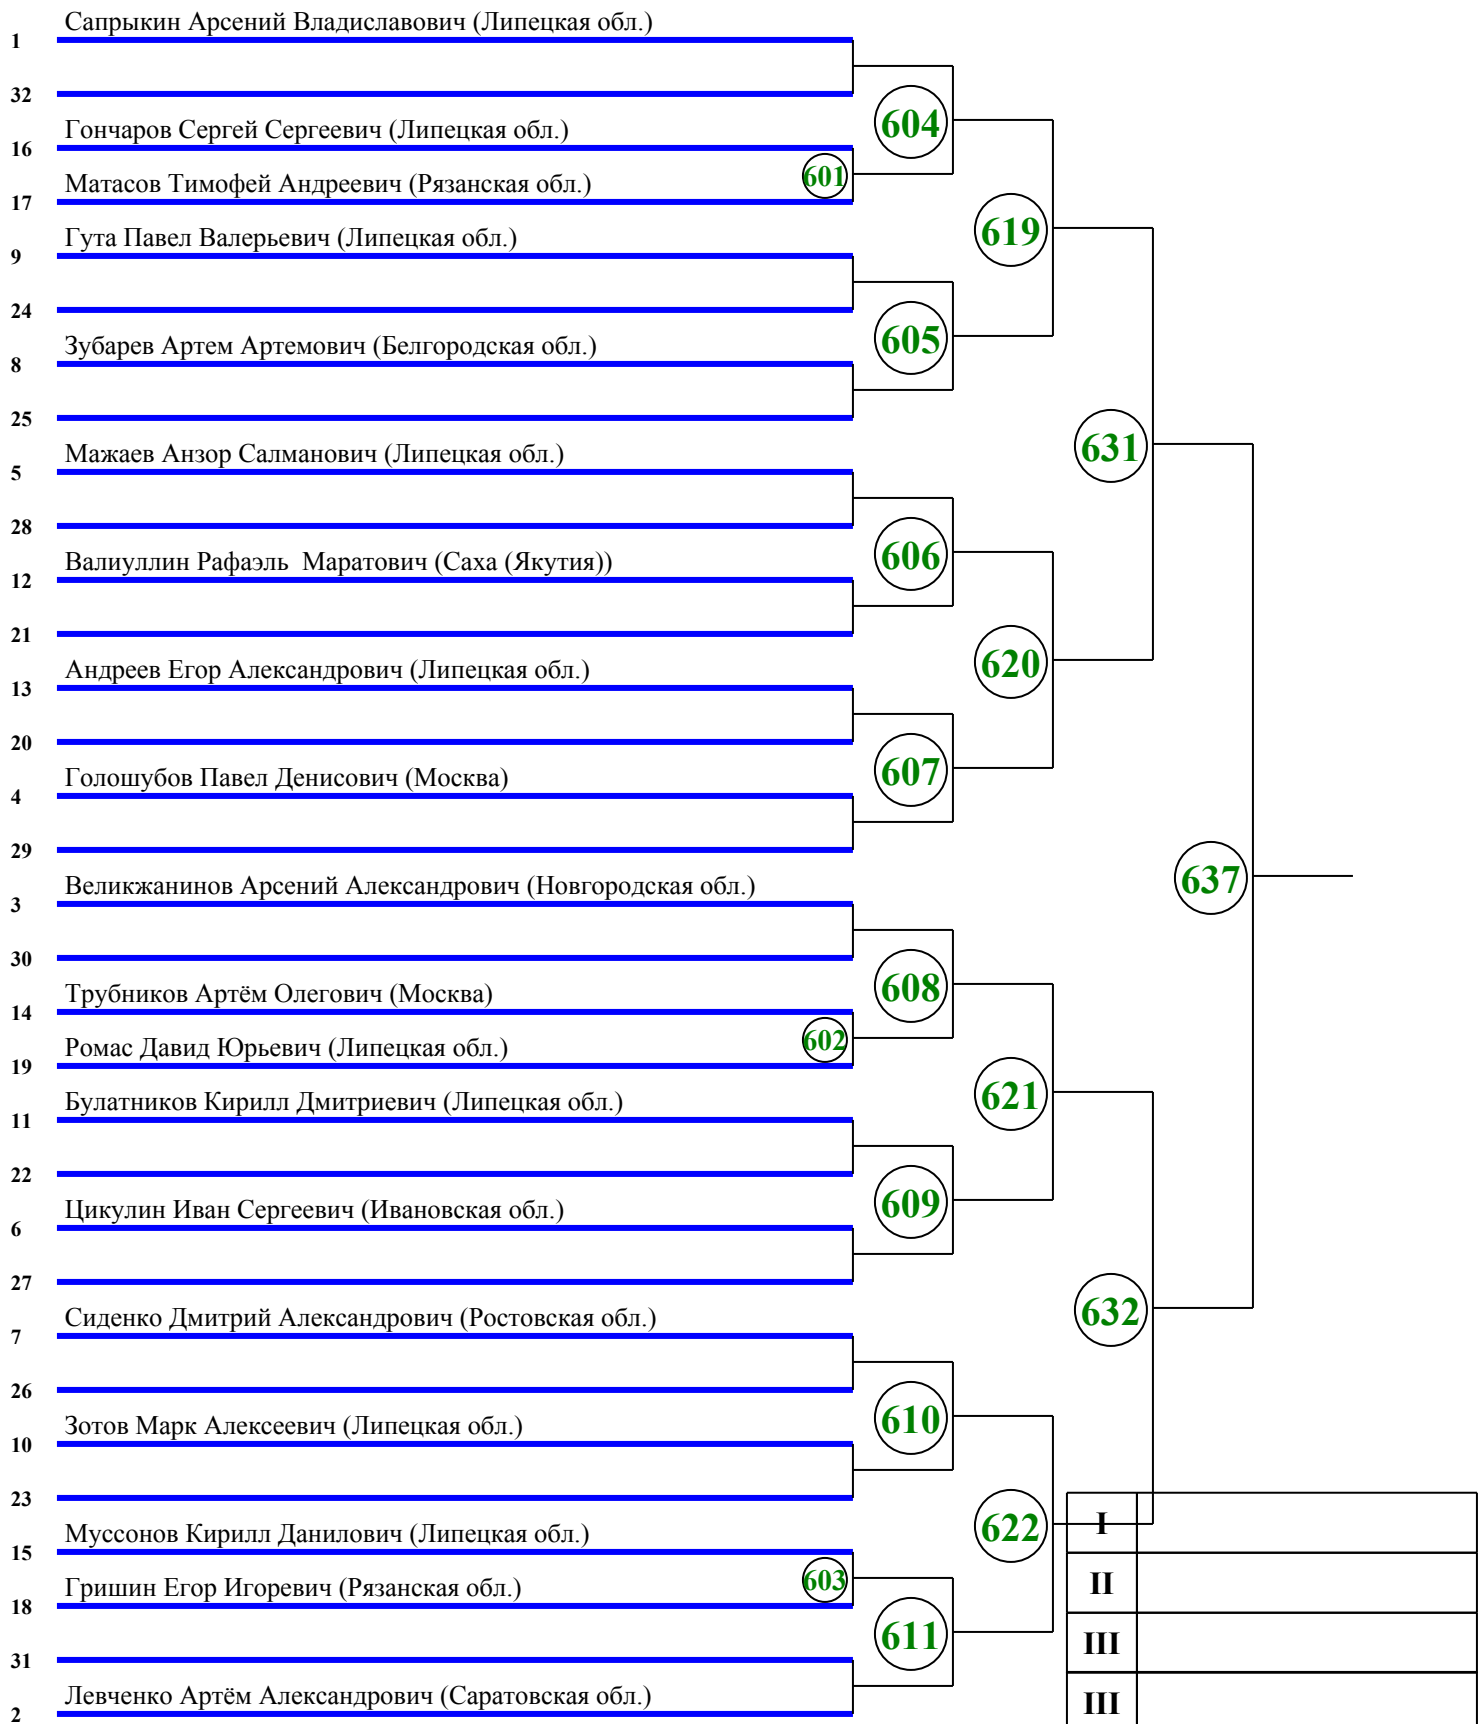 Сапрыкин Арсений Владиславович (Липецкая обл.)
1
32
604
Гончаров Сергей Сергеевич (Липецкая обл.)
16
Матасов Тимофей Андреевич (Рязанская обл.)
601
17
619
Гута Павел Валерьевич (Липецкая обл.)
9
24
605
Зубарев Артем Артемович (Белгородская обл.)
8
25
631
Мажаев Анзор Салманович (Липецкая обл.)
5
28
606
Валиуллин Рафаэль  Маратович (Саха (Якутия))
12
21
620
Андреев Егор Александрович (Липецкая обл.)
13
20
607
Голошубов Павел Денисович (Москва)
4
29
637
Великжанинов Арсений Александрович (Новгородская обл.)
3
30
608
Трубников Артём Олегович (Москва)
14
Ромас Давид Юрьевич (Липецкая обл.)
602
19
621
Булатников Кирилл Дмитриевич (Липецкая обл.)
11
22
609
Цикулин Иван Сергеевич (Ивановская обл.)
6
27
632
Сиденко Дмитрий Александрович (Ростовская обл.)
7
26
610
Зотов Марк Алексеевич (Липецкая обл.)
10
23
622
I
Муссонов Кирилл Данилович (Липецкая обл.)
15
II
Гришин Егор Игоревич (Рязанская обл.)
603
18
611
III
31
Левченко Артём Александрович (Саратовская обл.)
2
III